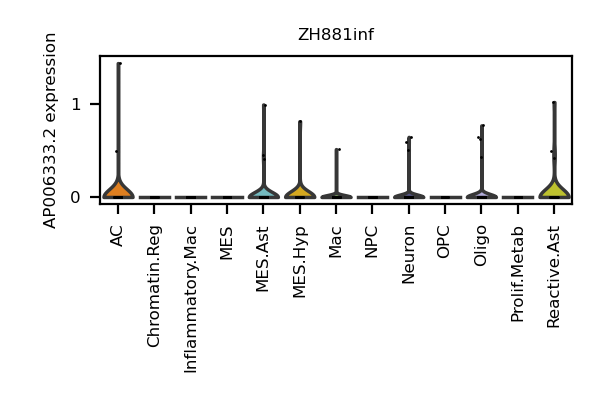 ZH881inf
AP006333.2 expression
1
0
AC
Chromatin.Reg
Inflammatory.Mac
MES
MES.Ast
MES.Hyp
Mac
NPC
Neuron
OPC
Oligo
Prolif.Metab
Reactive.Ast